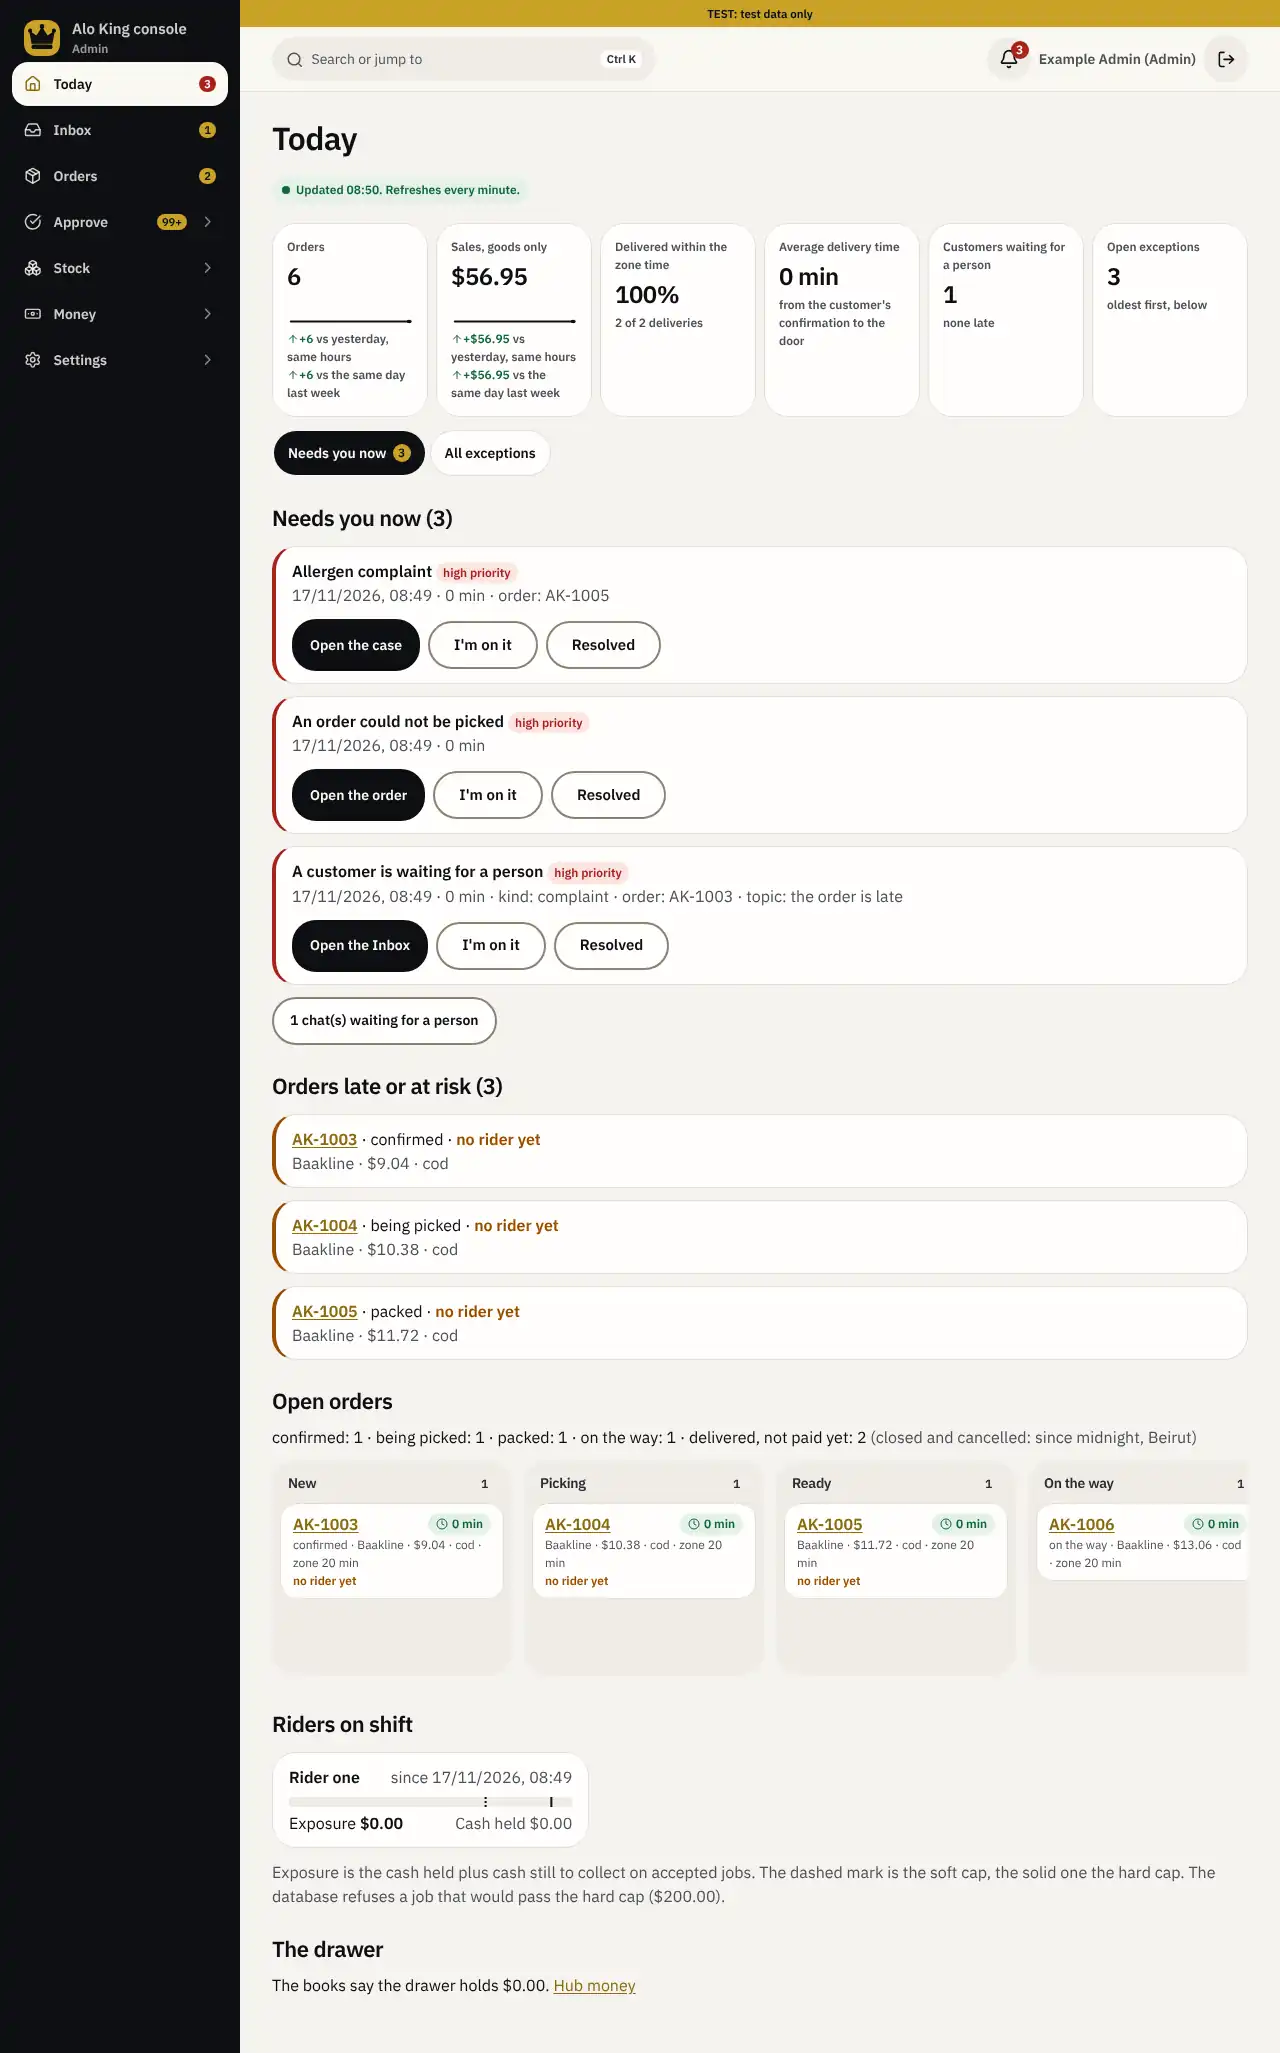 TEST: test data only
Alo King console
Admin
Search or jump to
Ctrl K
3
Example Admin (Admin)
Today
3
Inbox
1
Orders
2
Approve
99+
Stock
Money
Settings
Today
Updated 08:50. Refreshes every minute.
Orders
6
↑+6 vs yesterday,
same hours
↑+6 vs the same day
last week
Sales, goods only
$56.95
↑+$56.95 vs
yesterday, same hours
↑+$56.95 vs the
same day last week
Delivered within the
zone time
100%
2 of 2 deliveries
Average delivery time
0 min
from the customer's
confirmation to the
door
Customers waiting for
a person
1
none late
Open exceptions
3
oldest first, below
Needs you now 3
All exceptions
Needs you now (3)
Allergen complaint high priority
17/11/2026, 08:49 · 0 min · order: AK-1005
Open the case
I'm on it
Resolved
An order could not be picked high priority
17/11/2026, 08:49 · 0 min
Open the order
I'm on it
Resolved
A customer is waiting for a person high priority
17/11/2026, 08:49 · 0 min · kind: complaint · order: AK-1003 · topic: the order is late
Open the Inbox
I'm on it
Resolved
1 chat(s) waiting for a person
Orders late or at risk (3)
AK-1003 · confirmed · no rider yet
Baakline · $9.04 · cod
AK-1004 · being picked · no rider yet
Baakline · $10.38 · cod
AK-1005 · packed · no rider yet
Baakline · $11.72 · cod
Open orders
confirmed: 1 · being picked: 1 · packed: 1 · on the way: 1 · delivered, not paid yet: 2 (closed and cancelled: since midnight, Beirut)
New 1
AK-1003 0 min
confirmed · Baakline · $9.04 · cod ·
zone 20 min
no rider yet
Picking 1
AK-1004 0 min
Baakline · $10.38 · cod · zone 20
min
no rider yet
Ready 1
AK-1005 0 min
Baakline · $11.72 · cod · zone 20
min
no rider yet
On the way 1
AK-1006 0 min
on the way · Baakline · $13.06 · cod
· zone 20 min
Riders on shift
Rider one since 17/11/2026, 08:49
Exposure $0.00 Cash held $0.00
Exposure is the cash held plus cash still to collect on accepted jobs. The dashed mark is the soft cap, the solid one the hard cap. The
database refuses a job that would pass the hard cap ($200.00).
The drawer
The books say the drawer holds $0.00. Hub money